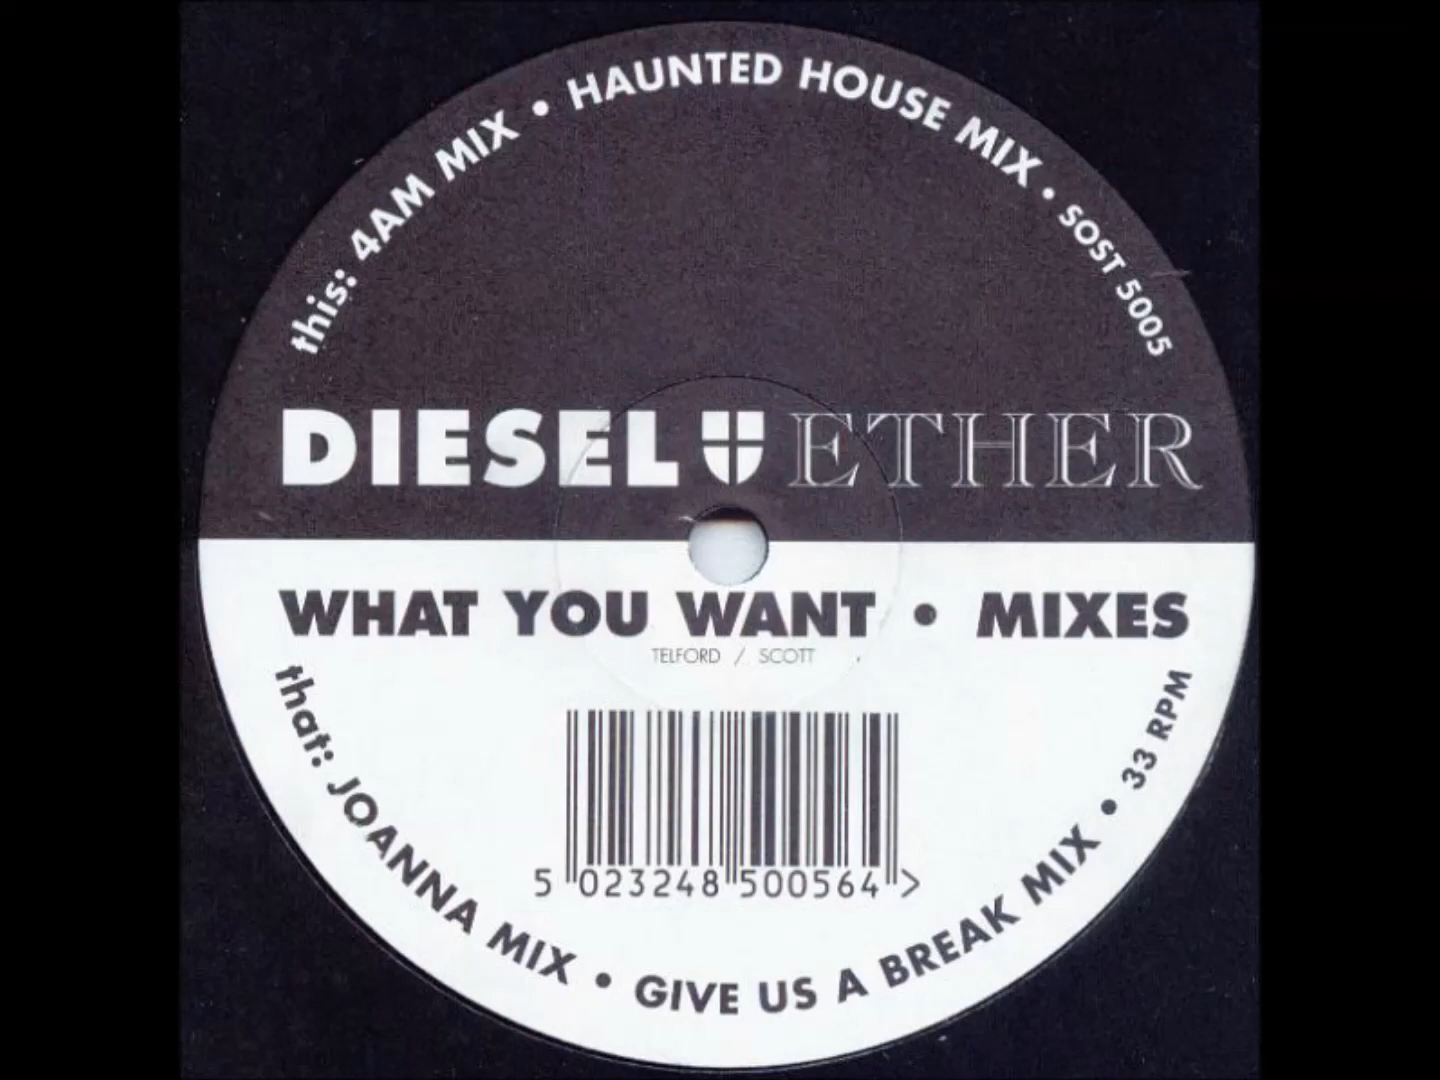 this: 4AM MIX • HAUNTED HOUSE MIX • SOST 5005
DIESEL ETHER
WHAT YOU WANT • MIXES
TELFORD / SCOTT
5 023248 500564 >
that: JOANNA MIX • GIVE US A BREAK MIX • 33 RPM